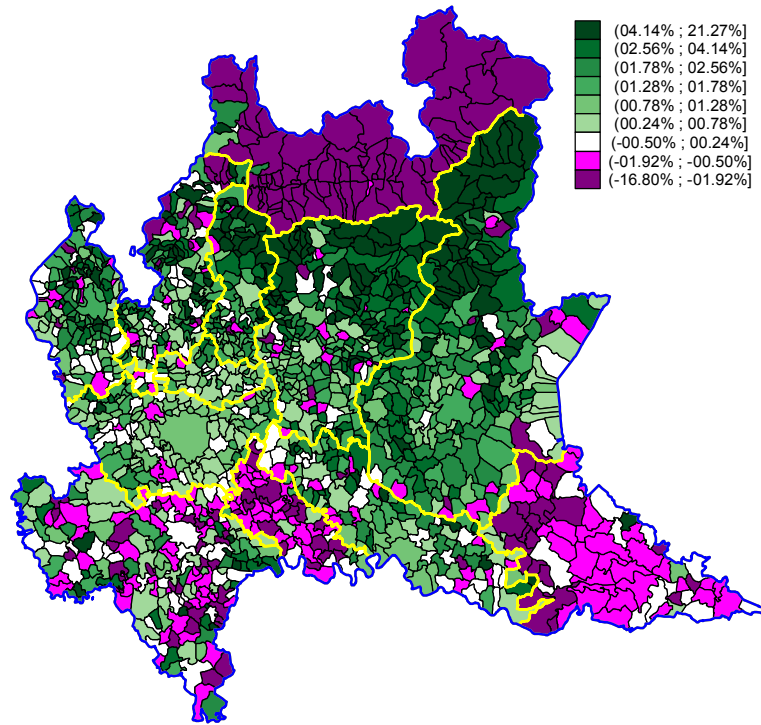 (04.14% ; 21.27%]
(02.56% ; 04.14%]
(01.78% ; 02.56%]
(01.28% ; 01.78%]
(00.78% ; 01.28%]
(00.24% ; 00.78%]
(-00.50% ; 00.24%]
(-01.92% ; -00.50%]
(-16.80% ; -01.92%]